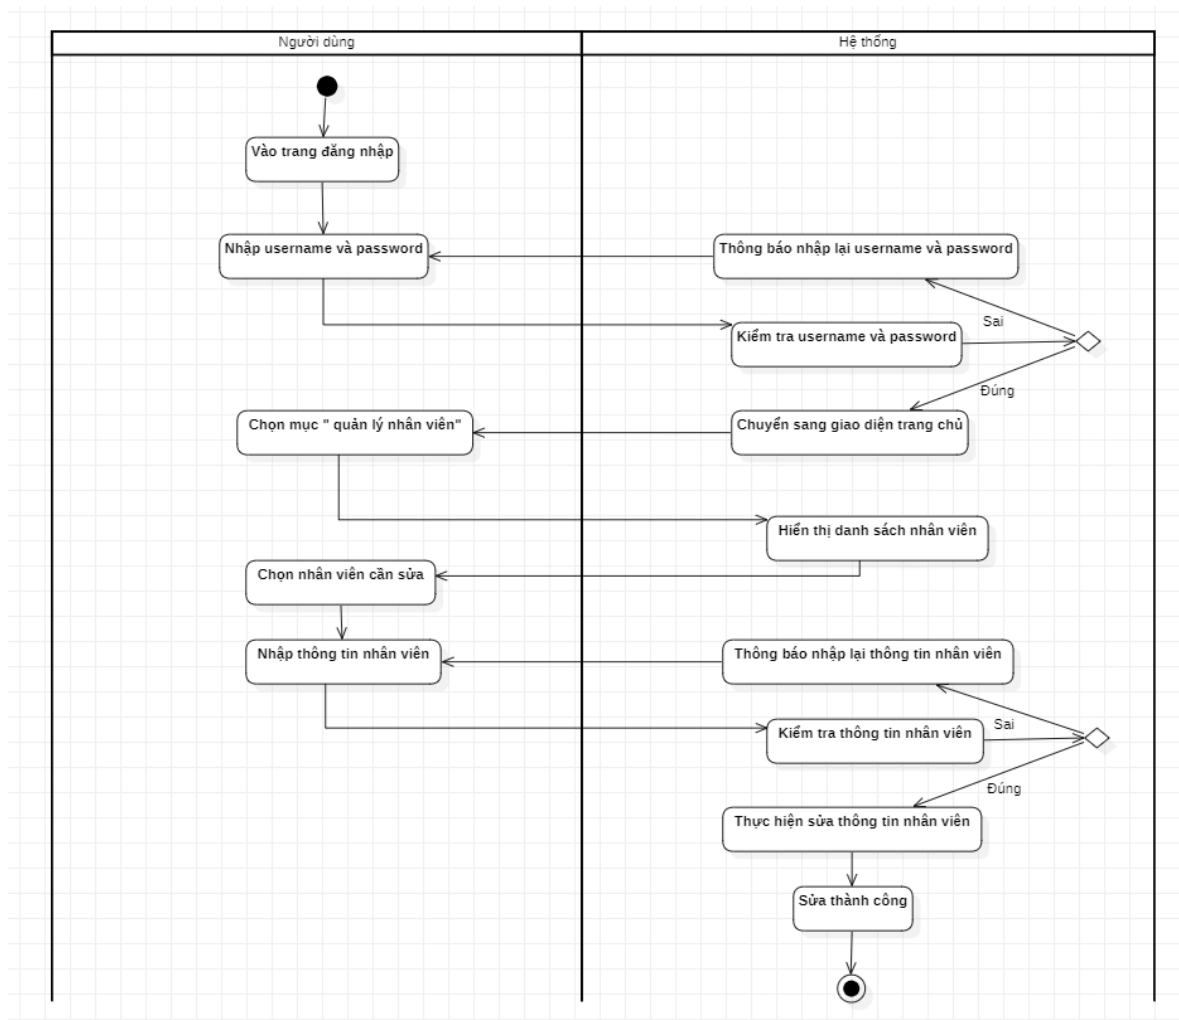 Người dùng
Hệ thống
Vào trang đăng nhập
Nhập username và password
Thông báo nhập lại username và password
Sai
Kiểm tra username và password
Đúng
Chọn mục " quản lý nhân viên"
Chuyển sang giao diện trang chủ
Hiển thị danh sách nhân viên
Chọn nhân viên cần sửa
Nhập thông tin nhân viên
Thông báo nhập lại thông tin nhân viên
Sai
Kiểm tra thông tin nhân viên
Đúng
Thực hiện sửa thông tin nhân viên
Sửa thành công